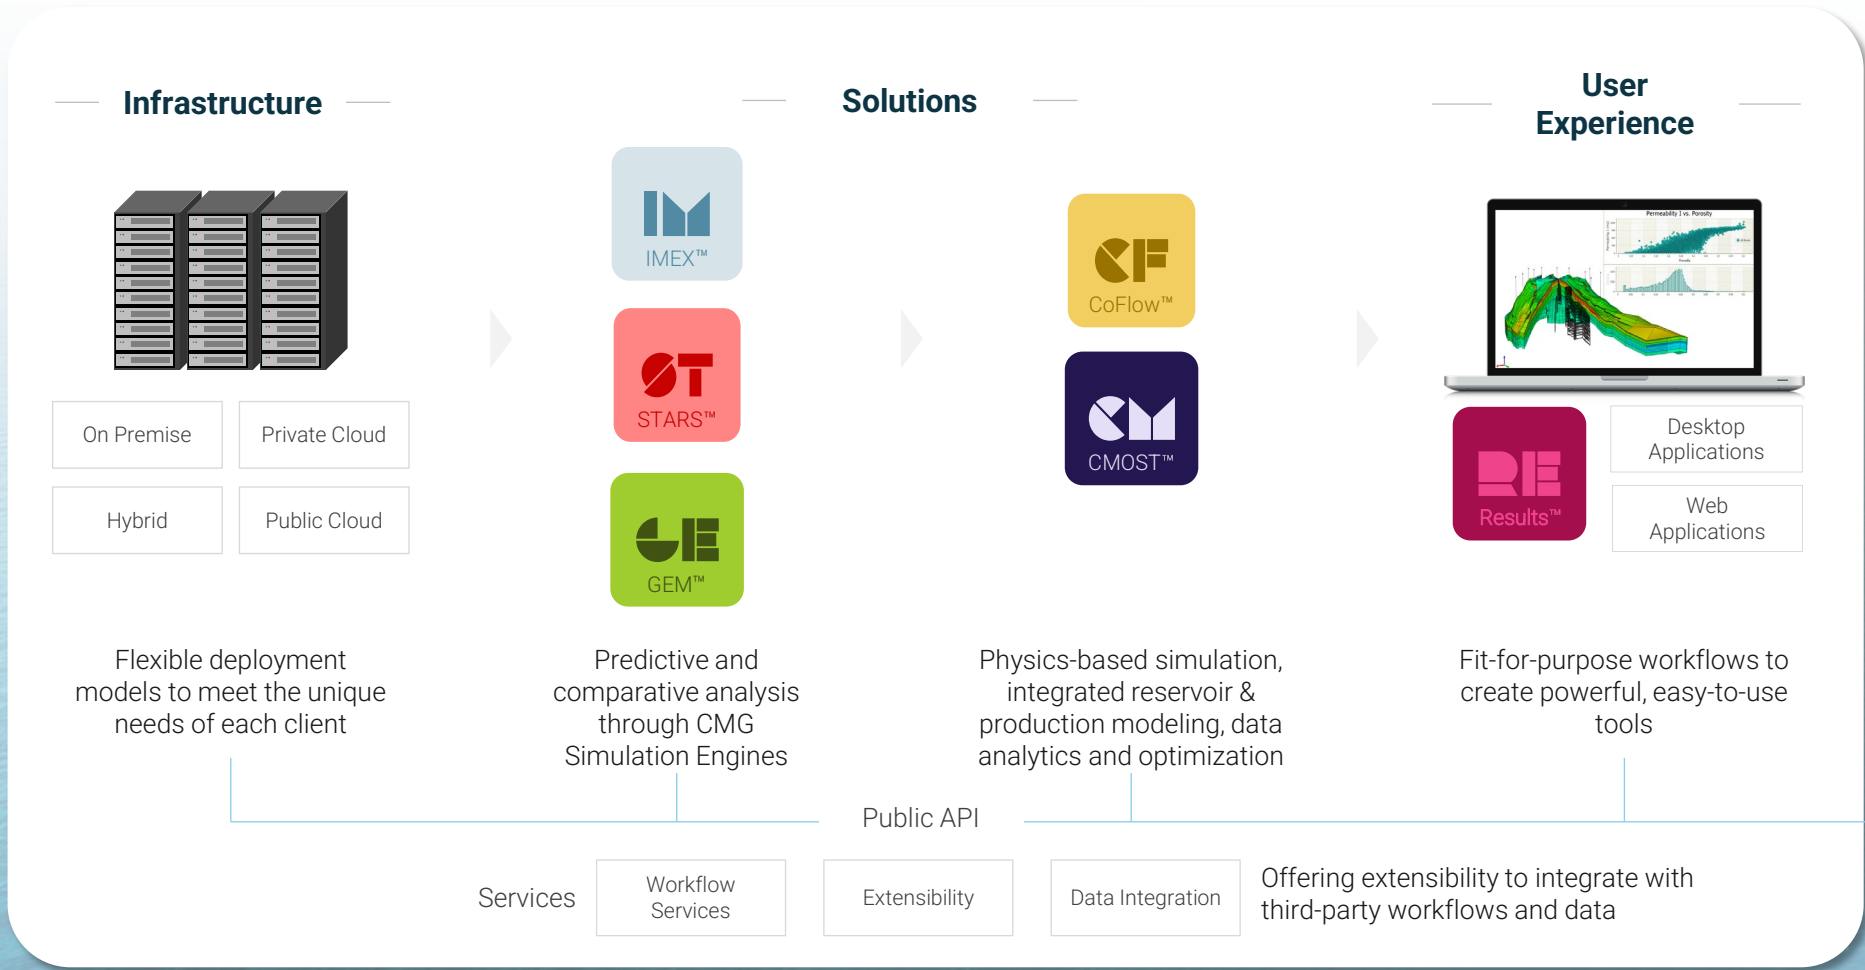 Infrastructure
Solutions
User
Experience
IMEX™
STARS™
GEM™
CoFlow™
CMOST™
Permeability I vs. Porosity
Porosity
On Premise
Private Cloud
Hybrid
Public Cloud
Results™
Desktop
Applications
Web
Applications
Flexible deployment
models to meet the unique
needs of each client
Predictive and
comparative analysis
through CMG
Simulation Engines
Physics-based simulation,
integrated reservoir &
production modeling, data
analytics and optimization
Fit-for-purpose workflows to
create powerful, easy-to-use
tools
Public API
Services
Workflow
Services
Extensibility
Data Integration
Offering extensibility to integrate with
third-party workflows and data